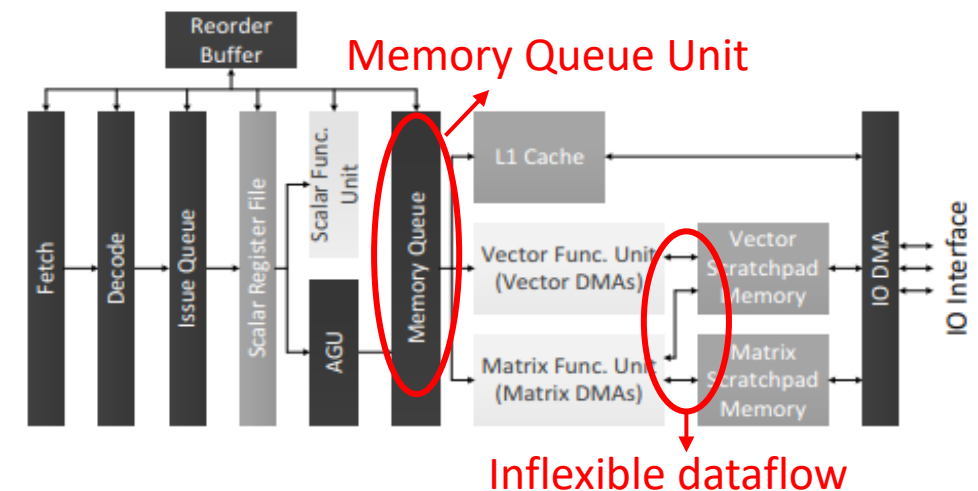 Reorder
Buffer
Memory Queue Unit
Fetch
Decode
Issue Queue
Scalar Register File
Scalar Func.
Unit
AGU
Memory Queue
L1 Cache
Vector Func. Unit
(Vector DMAs)
Matrix Func. Unit
(Matrix DMAs)
Vector
Scratchpad
Memory
Matrix
Scratchpad
Memory
IO DMA
IO Interface
Inflexible dataflow